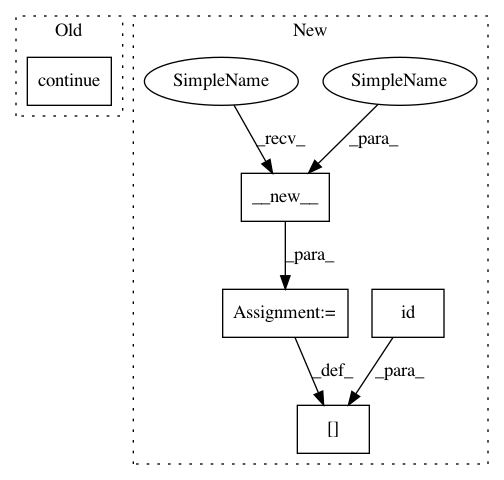 Old
New
continue
SimpleName
SimpleName
_recv_
_para_
__new__
_para_
Assignment:=
id
_def_
_para_
[]